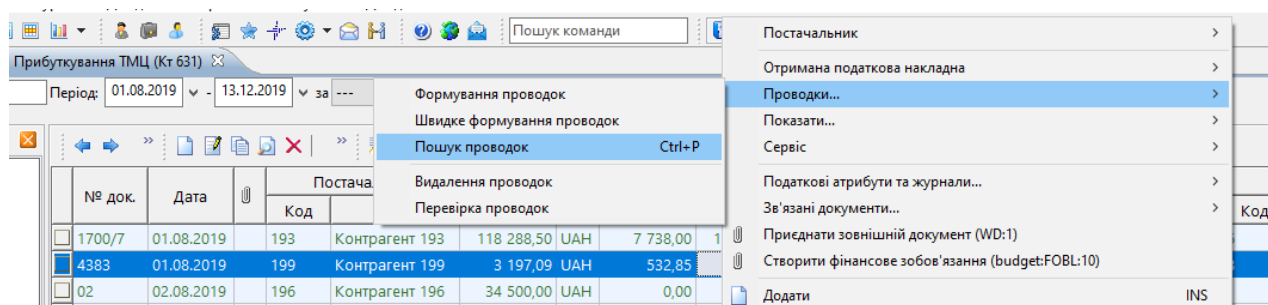 Пошук команди
Прибуткування ТМЦ (Кт 631)
Період: 01.08.2019 - 13.12.2019 за ---
№ док. Дата Постача
Код Код
1700/7 01.08.2019 193 Контрагент 193 118 288,50 UAH 7 738,00 1
4383 01.08.2019 199 Контрагент 199 3 197,09 UAH 532,85
02 02.08.2019 196 Контрагент 196 34 500,00 UAH 0,00
Формування проводок
Швидке формування проводок
Пошук проводок Ctrl+P
Видалення проводок
Перевірка проводок
Постачальник
Отримана податкова накладна
Проводки...
Показати...
Сервіс
Податкові атрибути та журнали...
Зв'язані документи...
Приєднати зовнішній документ (WD:1)
Створити фінансове зобов'язання (budget:FOBL:10)
Додати INS